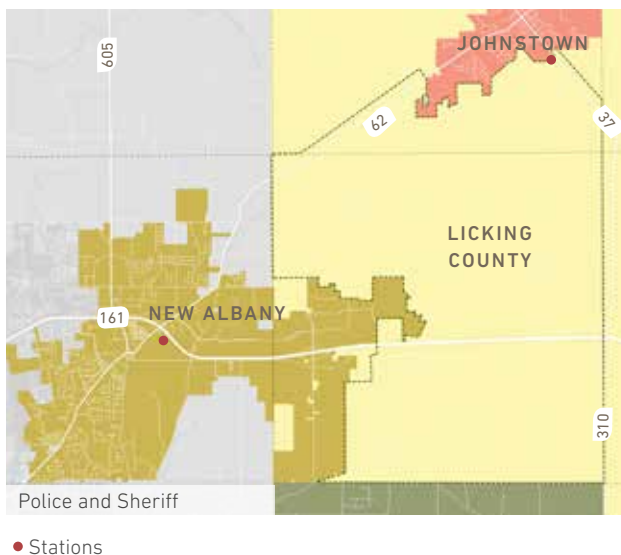 605
JOHNSTOWN
62
37
LICKING
COUNTY
NEW ALBANY
161
310
Police and Sheriff
Stations